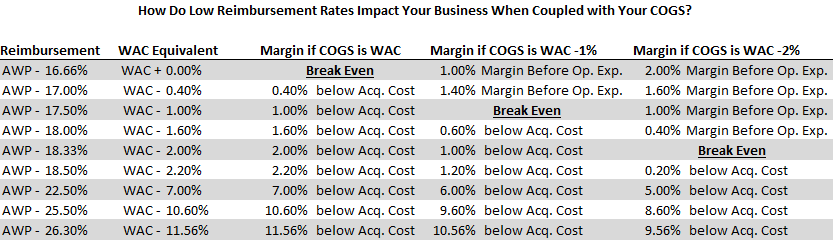 How Do Low Reimbursement Rates Impact Your Business When Coupled with Your COGS?
Reimbursement WAC Equivalent Margin if COGS is WAC Margin if COGS is WAC -1% Margin if COGS is WAC -2%
AWP - 16.66% WAC + 0.00% Break Even 1.00% Margin Before Op. Exp. 2.00% Margin Before Op. Exp.
AWP - 17.00% WAC - 0.40% 0.40% below Acq. Cost 1.40% Margin Before Op. Exp. 1.60% Margin Before Op. Exp.
AWP - 17.50% WAC - 1.00% 1.00% below Acq. Cost Break Even 1.00% Margin Before Op. Exp.
AWP - 18.00% WAC - 1.60% 1.60% below Acq. Cost 0.60% below Acq. Cost 0.40% Margin Before Op. Exp.
AWP - 18.33% WAC - 2.00% 2.00% below Acq. Cost 1.00% below Acq. Cost Break Even
AWP - 18.50% WAC - 2.20% 2.20% below Acq. Cost 1.20% below Acq. Cost 0.20% below Acq. Cost
AWP - 22.50% WAC - 7.00% 7.00% below Acq. Cost 6.00% below Acq. Cost 5.00% below Acq. Cost
AWP - 25.50% WAC - 10.60% 10.60% below Acq. Cost 9.60% below Acq. Cost 8.60% below Acq. Cost
AWP - 26.30% WAC - 11.56% 11.56% below Acq. Cost 10.56% below Acq. Cost 9.56% below Acq. Cost